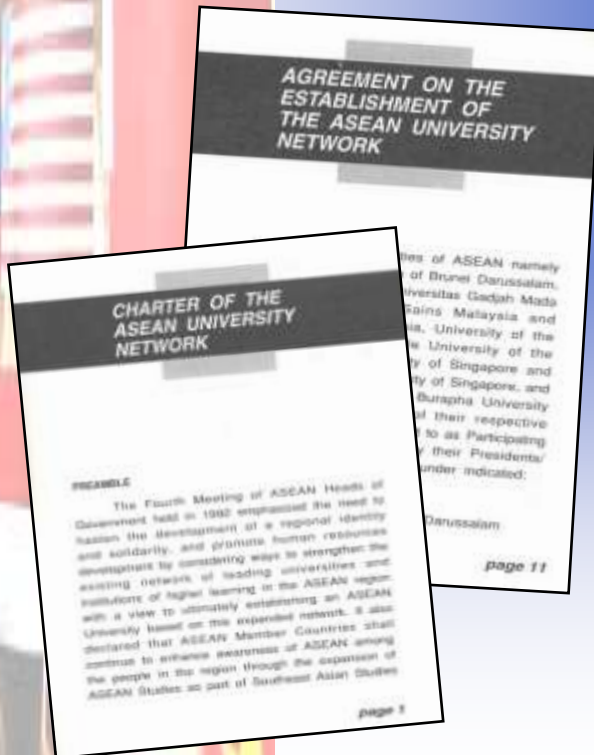 AGREEMENT ON THE
ESTABLISHMENT OF
THE ASEAN UNIVERSITY
NETWORK
ties of ASEAN namely
of Brunei Darussalam,
iversitas Gadjah Mada
Sains Malaysia and
ia, University of the
e University of the
ty of Singapore and
ty of Singapore, and
Burapha University
of their respective
to as Participating
y their Presidents/
under indicated:
Darussalam
page 11
CHARTER OF THE
ASEAN UNIVERSITY
NETWORK
PREAMBLE
The Fourth Meeting of ASEAN Heads of
Government held in 1992 emphasised the need to
hasten the development of a regional identity
and solidarity, and promote human resources
development by considering ways to strengthen the
existing network of leading universities and
institutions of higher learning in the ASEAN region
with a view to ultimately establishing an ASEAN
University based on this expanded network. It also
declared that ASEAN Member Countries shall
continue to enhance awareness of ASEAN among
the people in the region through the expansion of
ASEAN Studies as part of Southeast Asian Studies
page 1